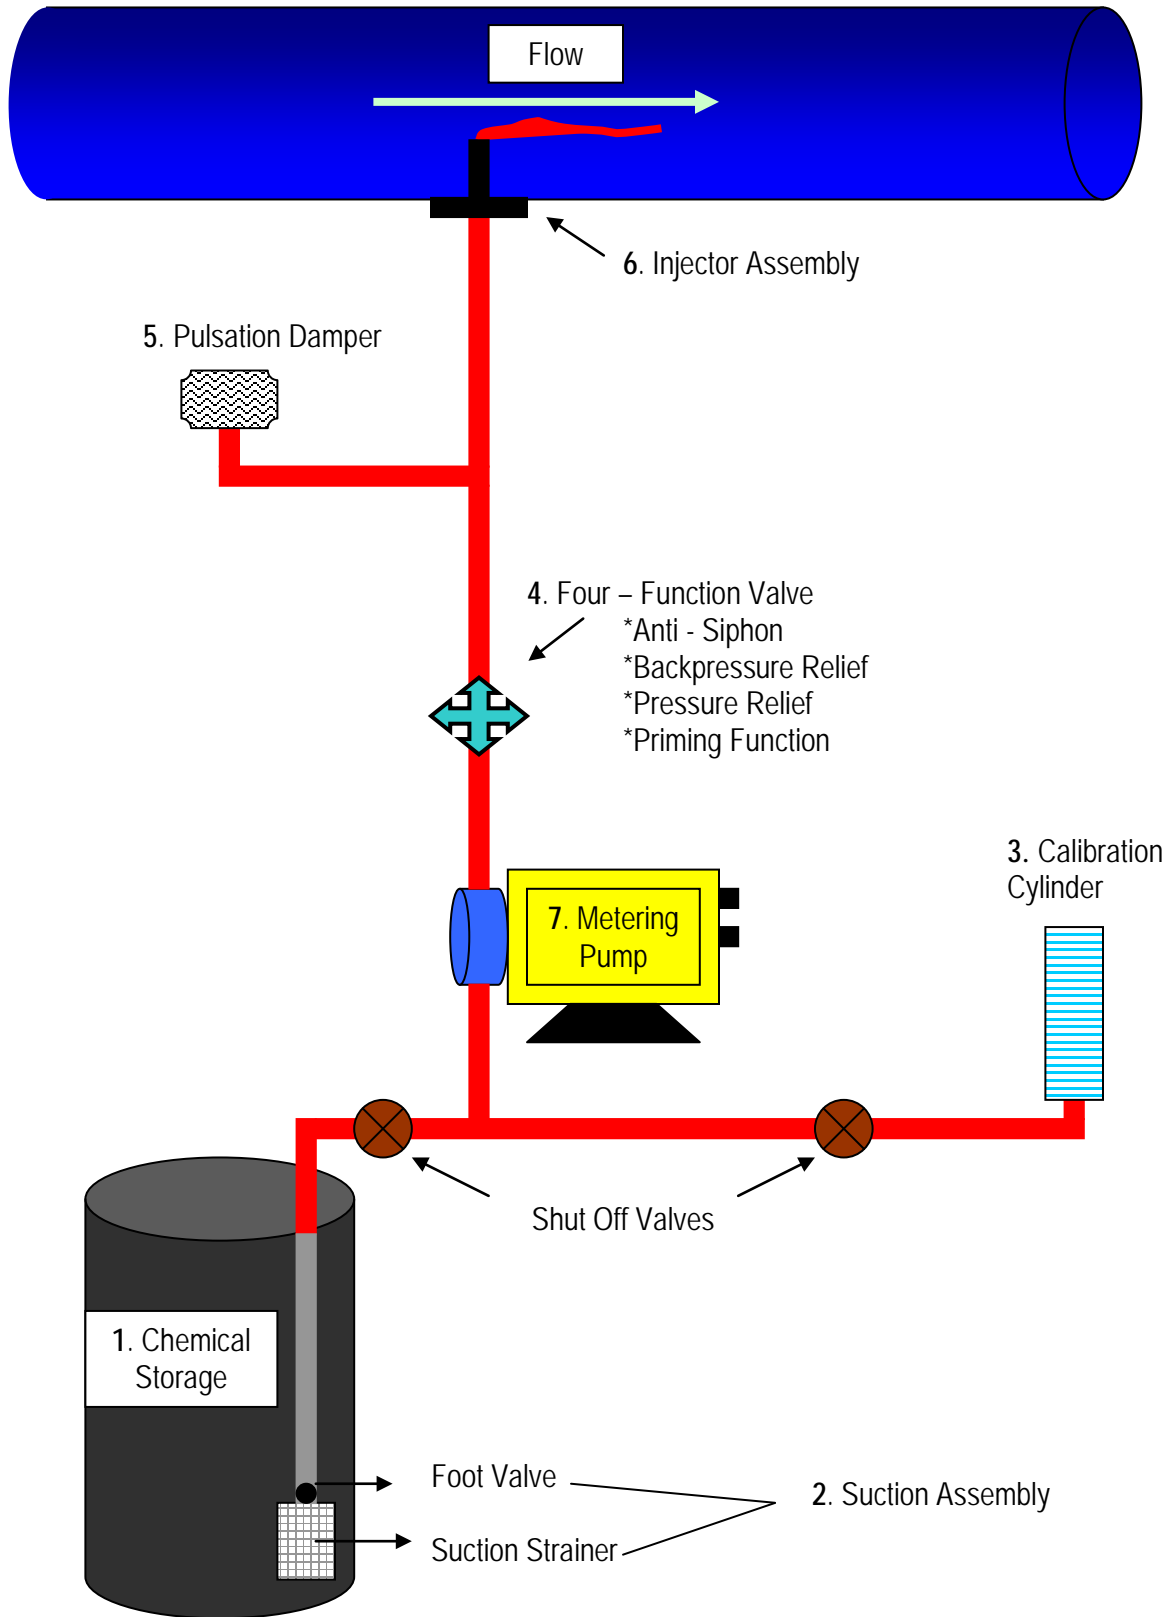 Flow
6. Injector Assembly
5. Pulsation Damper
4. Four – Function Valve
*Anti - Siphon
*Backpressure Relief
*Pressure Relief
*Priming Function
3. Calibration
Cylinder
7. Metering
Pump
Shut Off Valves
1. Chemical
Storage
Foot Valve
2. Suction Assembly
Suction Strainer